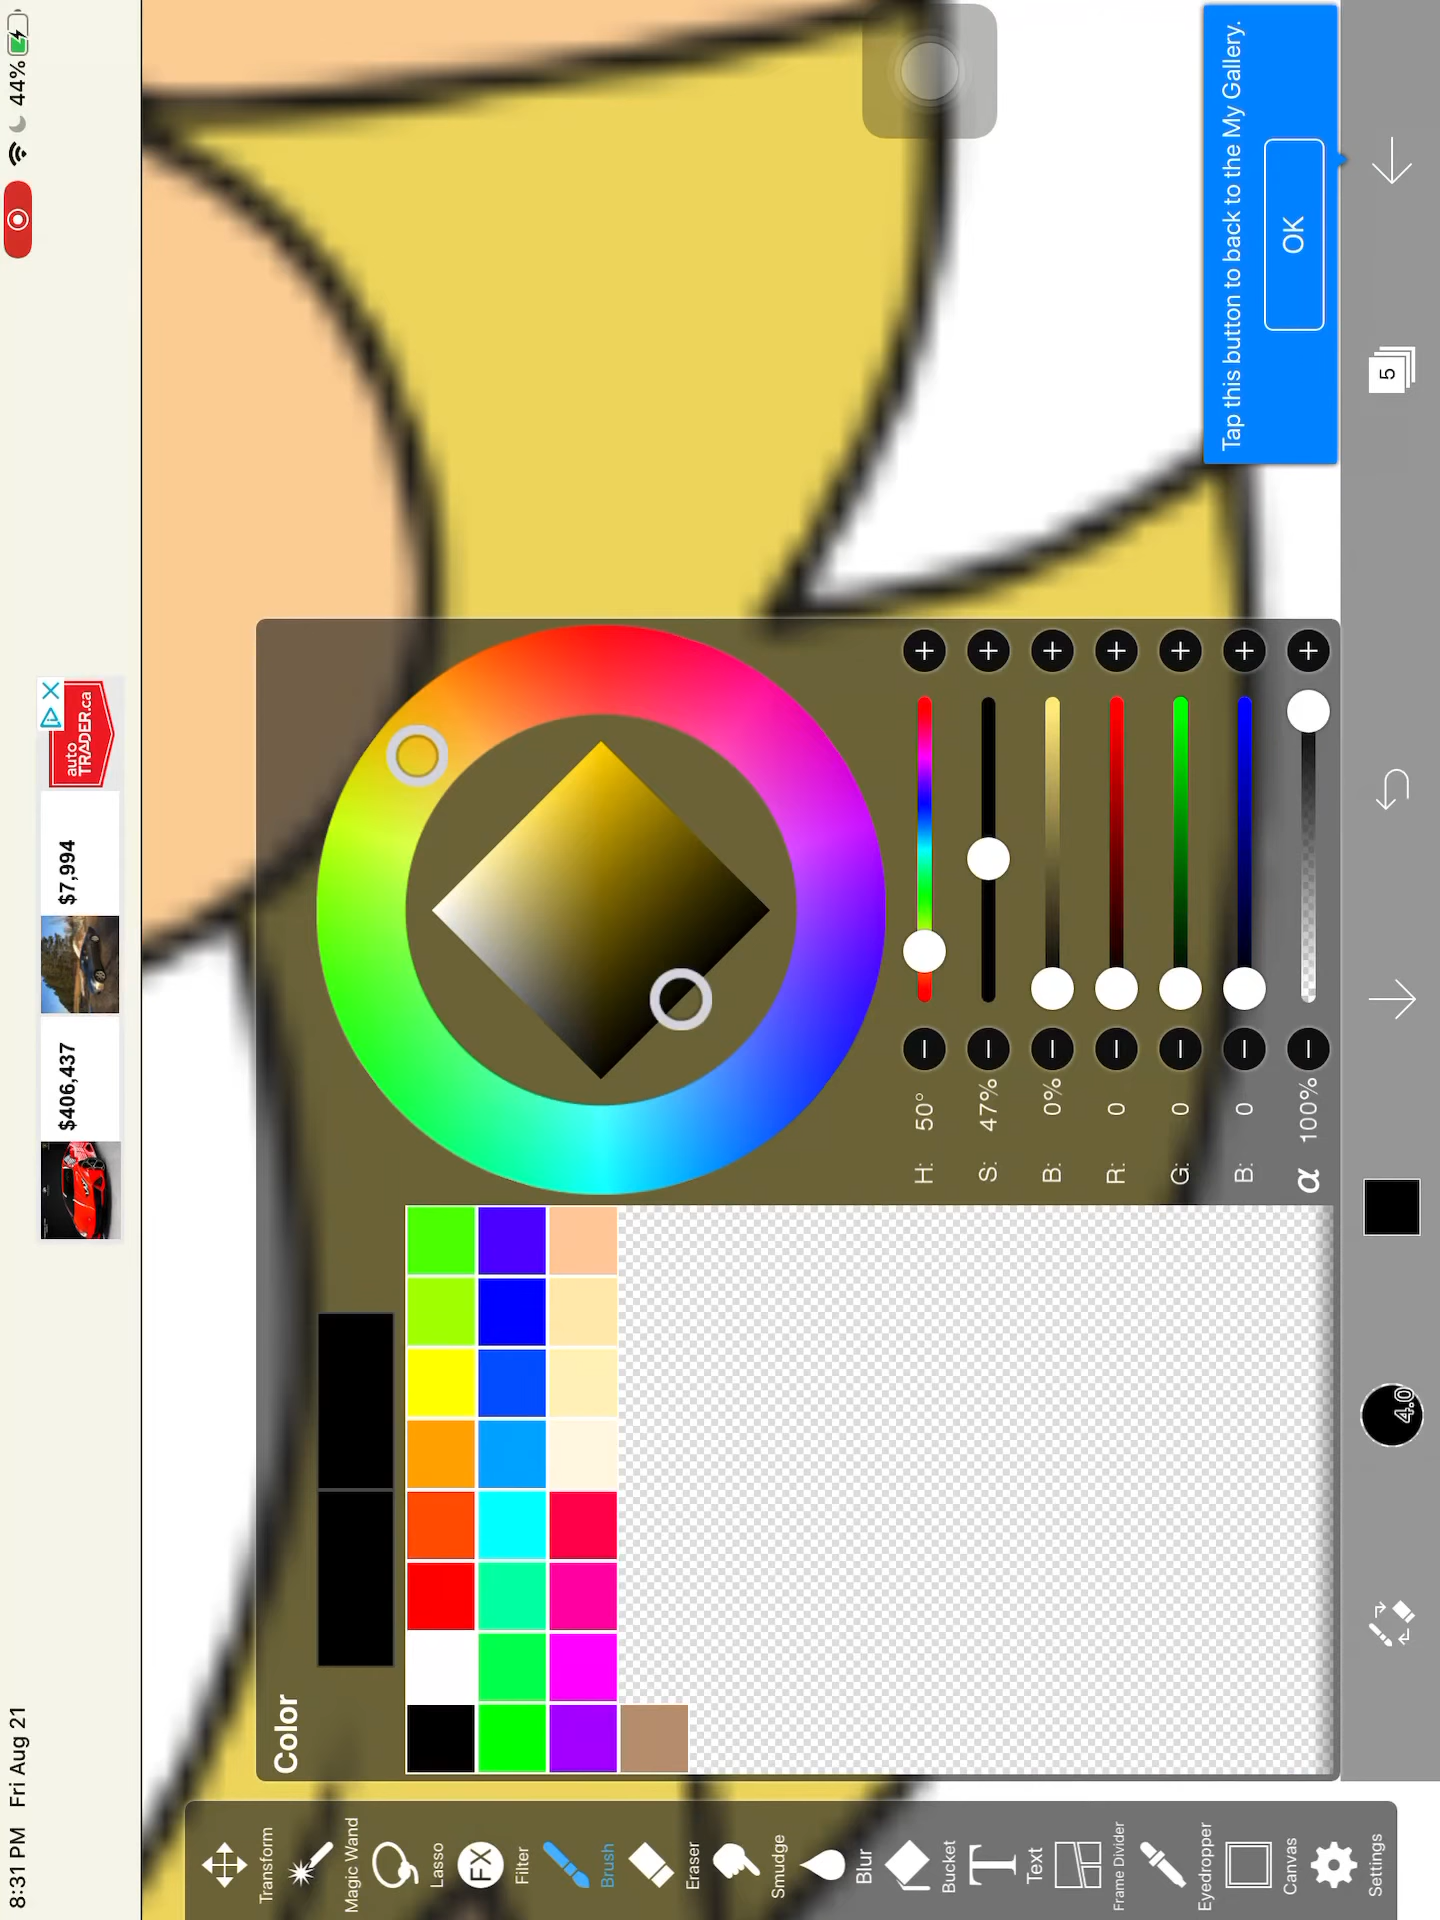 8:31 PM Fri Aug 21
44%
$406,437
$7,994
auto
TRADER.ca
Color
H: 50°
S: 47%
B: 0%
R: 0
G: 0
B: 0
α 100%
Tap this button to back to the My Gallery.
OK
Transform
Magic Wand
Lasso
FX
Filter
Brush
Eraser
Smudge
Blur
Bucket
T
Text
Frame Divider
Eyedropper
Canvas
Settings
4.0
5